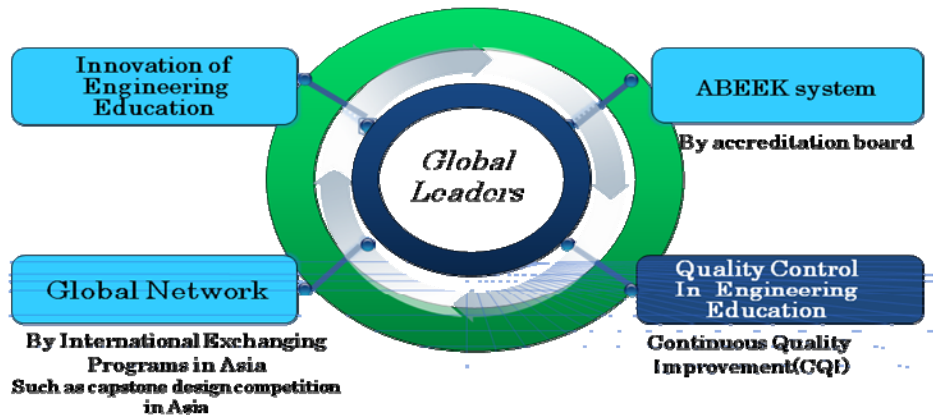 Innovation of
Engineering
Education
ABEEK system
By accreditation board
Global
Leaders
Global Network
By International Exchanging
Programs in Asia
Such as capstone design competition
in Asia
Quality Control
In Engineering
Education
Continuous Quality
Improvement(CQI)